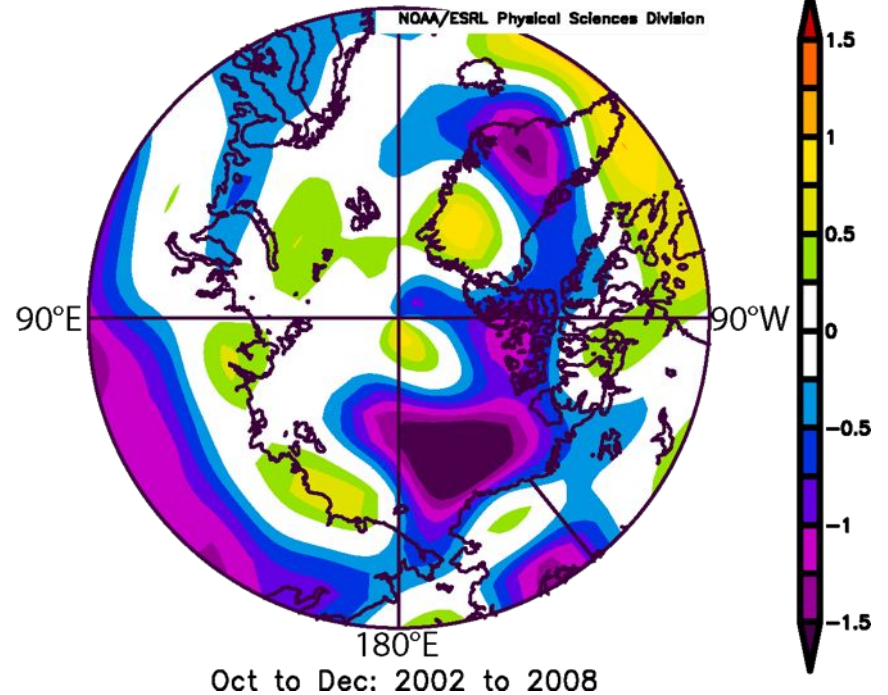 NOAA/ESRL Physical Sciences Division
1.5
1
0.5
90°E
90°W
0
-0.5
-1
-1.5
180°E
Oct to Dec: 2002 to 2008